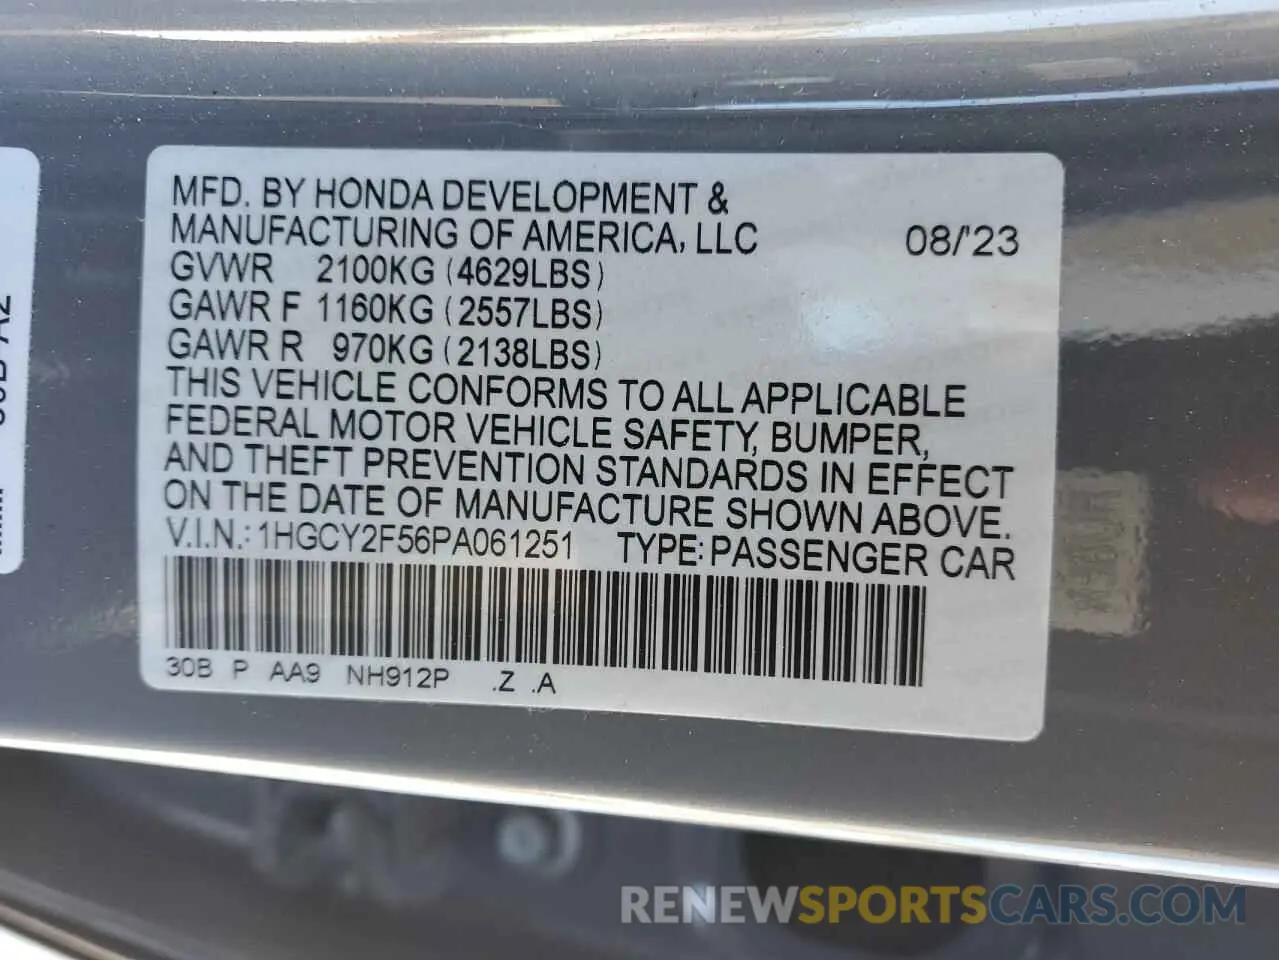 MFD. BY HONDA DEVELOPMENT &
MANUFACTURING OF AMERICA, LLC 08/'23
GVWR 2100KG (4629LBS)
GAWR F 1160KG (2557LBS)
GAWR R 970KG (2138LBS)
THIS VEHICLE CONFORMS TO ALL APPLICABLE
FEDERAL MOTOR VEHICLE SAFETY, BUMPER,
AND THEFT PREVENTION STANDARDS IN EFFECT
ON THE DATE OF MANUFACTURE SHOWN ABOVE.
V.I.N.: 1HGCY2F56PA061251 TYPE: PASSENGER CAR
30B P AA9 NH912P .Z .A
RENEWSPORTSCARS.COM